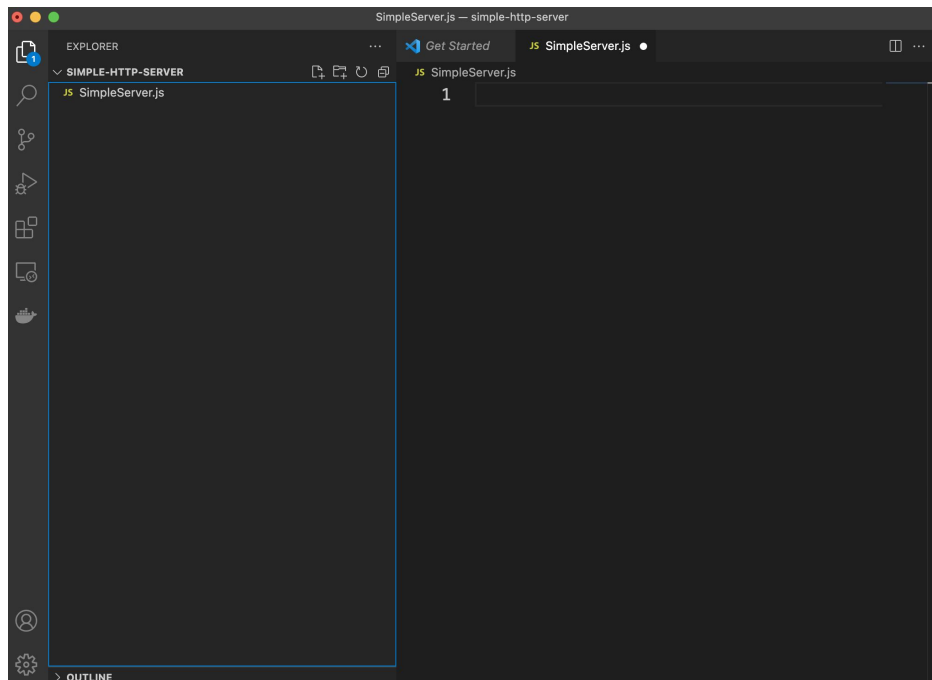 SimpleServer.js — simple-http-server
EXPLORER
SIMPLE-HTTP-SERVER
JS SimpleServer.js
OUTLINE
Get Started
JS SimpleServer.js
JS SimpleServer.js
1
1